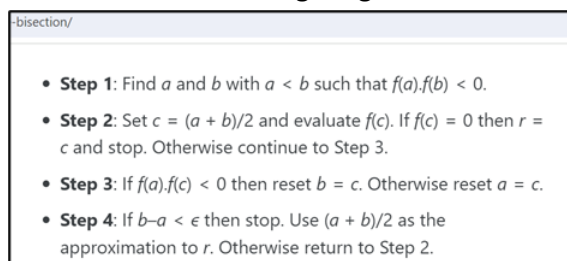 -bisection/
• Step 1: Find a and b with a < b such that f(a).f(b) < 0.
• Step 2: Set c = (a + b)/2 and evaluate f(c). If f(c) = 0 then r =
c and stop. Otherwise continue to Step 3.
• Step 3: If f(a).f(c) < 0 then reset b = c. Otherwise reset a = c.
• Step 4: If b–a < ϵ then stop. Use (a + b)/2 as the
approximation to r. Otherwise return to Step 2.